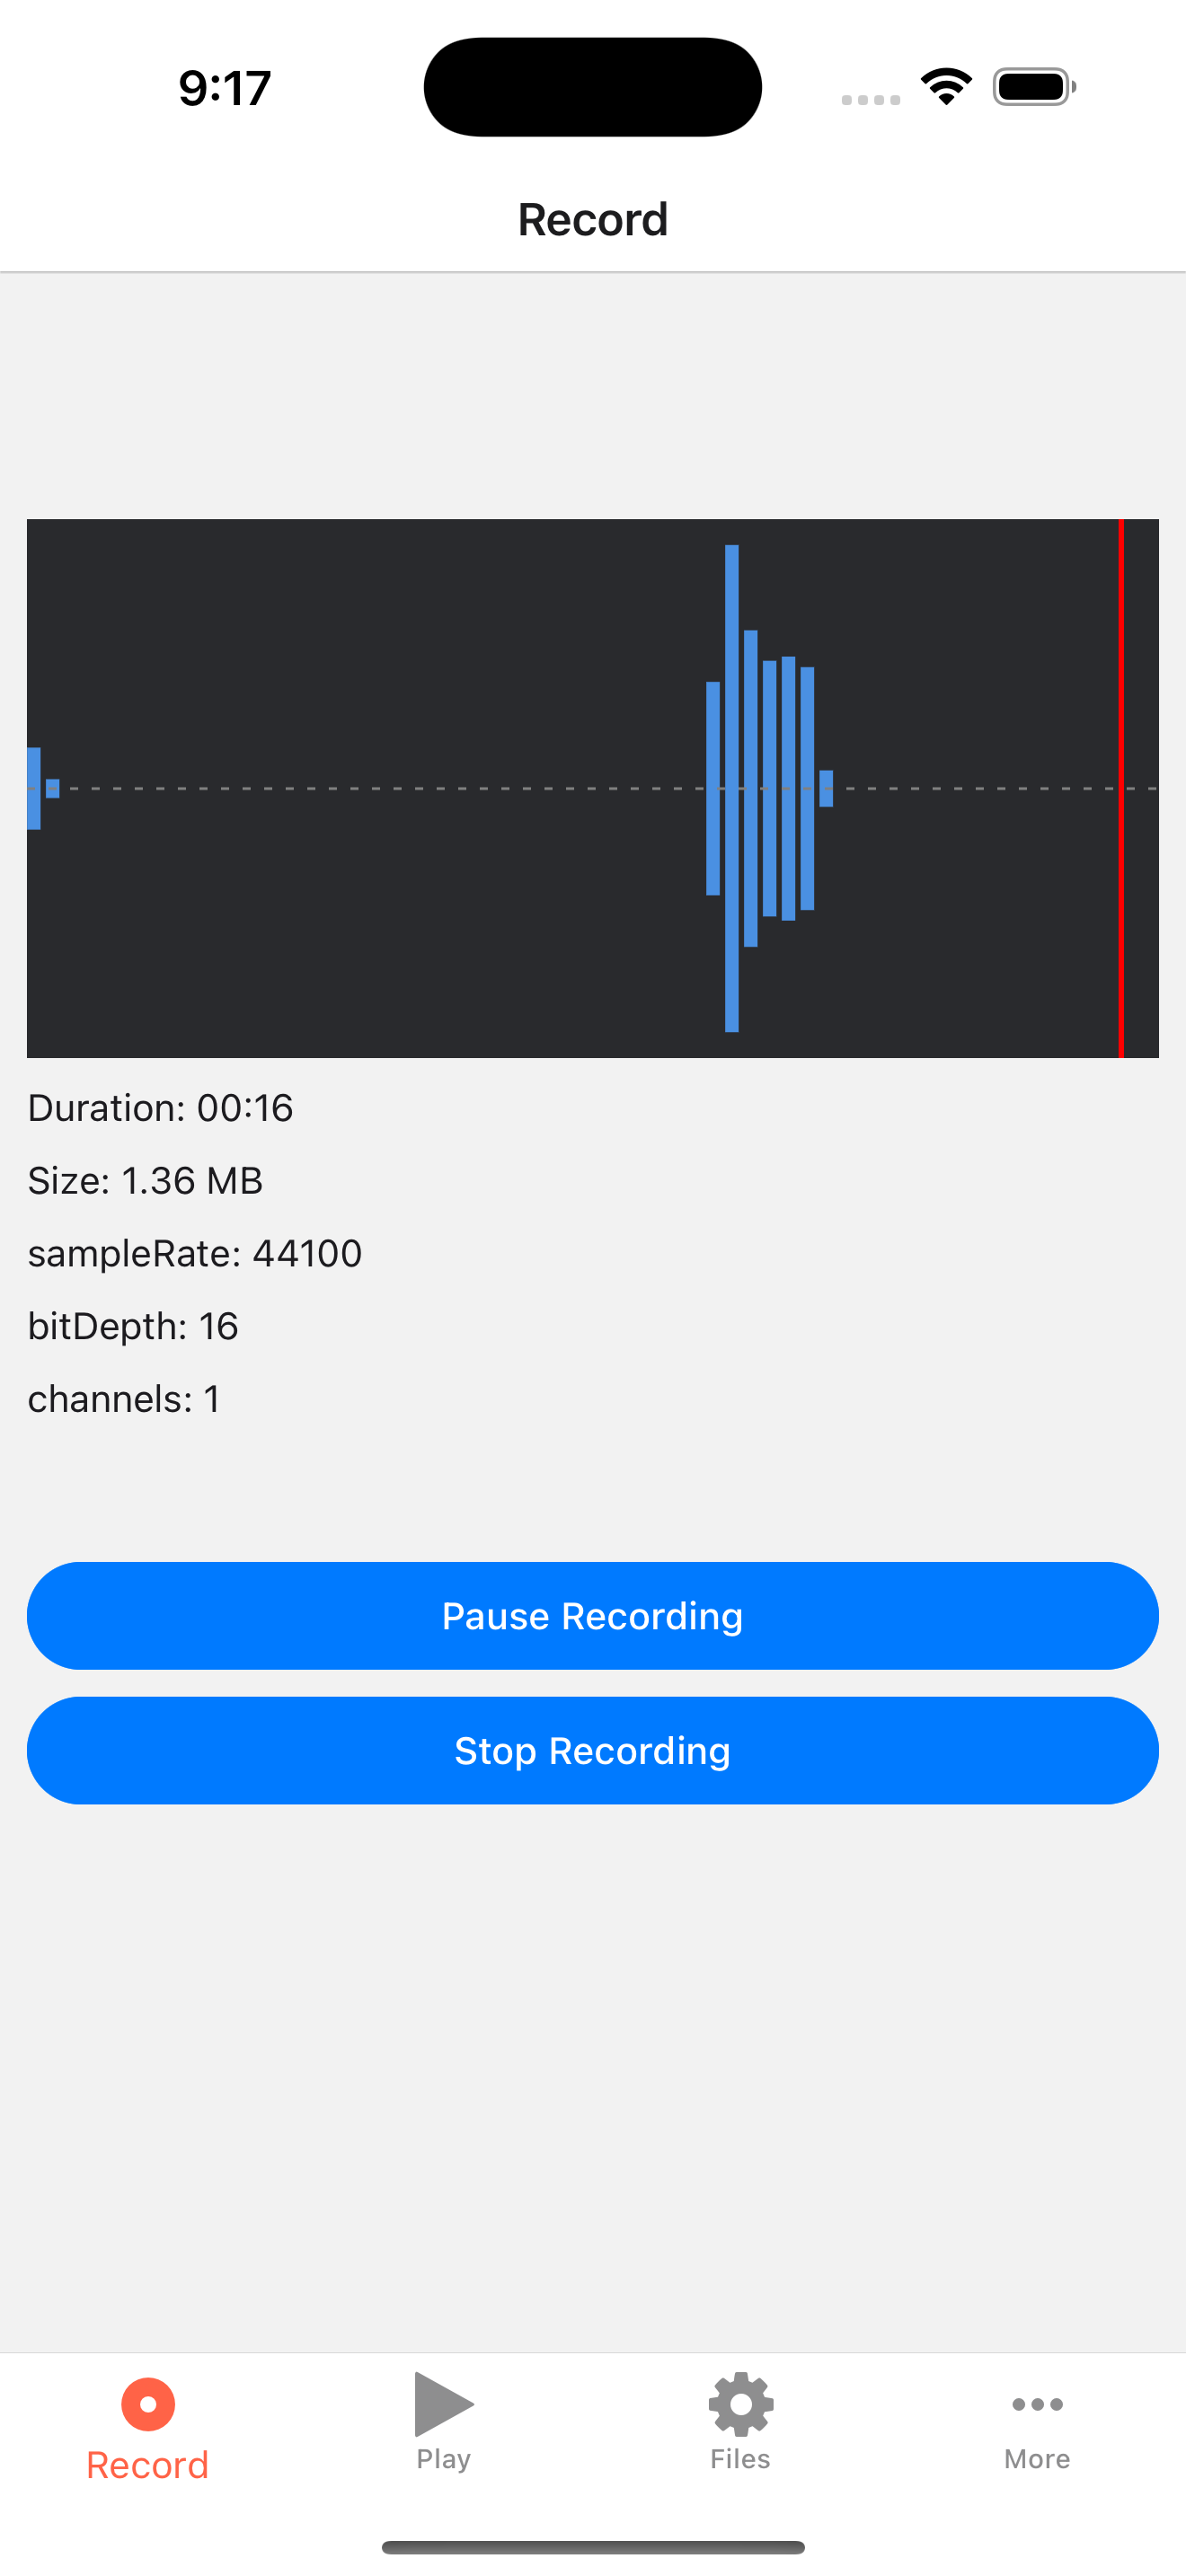 9:17
Record
Duration: 00:16
Size: 1.36 MB
sampleRate: 44100
bitDepth: 16
channels: 1
Pause Recording
Stop Recording
Record
Play
Files
More